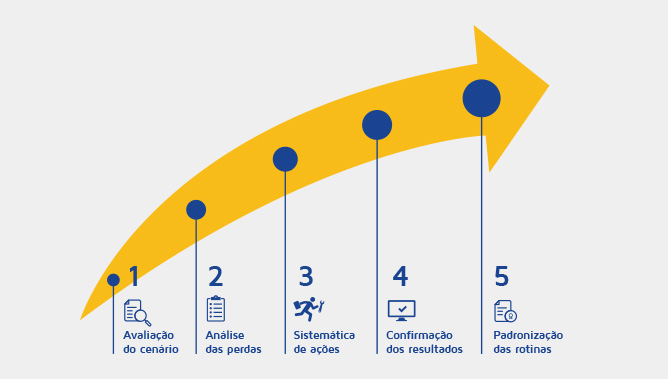 1
Avaliação
do cenário
2
Análise
das perdas
3
Sistemática
de ações
4
Confirmação
dos resultados
5
Padronização
das rotinas